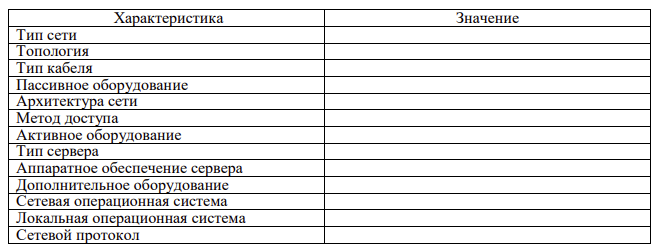 Характеристика Значение
Тип сети
Топология
Тип кабеля
Пассивное оборудование
Архитектура сети
Метод доступа
Активное оборудование
Тип сервера
Аппаратное обеспечение сервера
Дополнительное оборудование
Сетевая операционная система
Локальная операционная система
Сетевой протокол